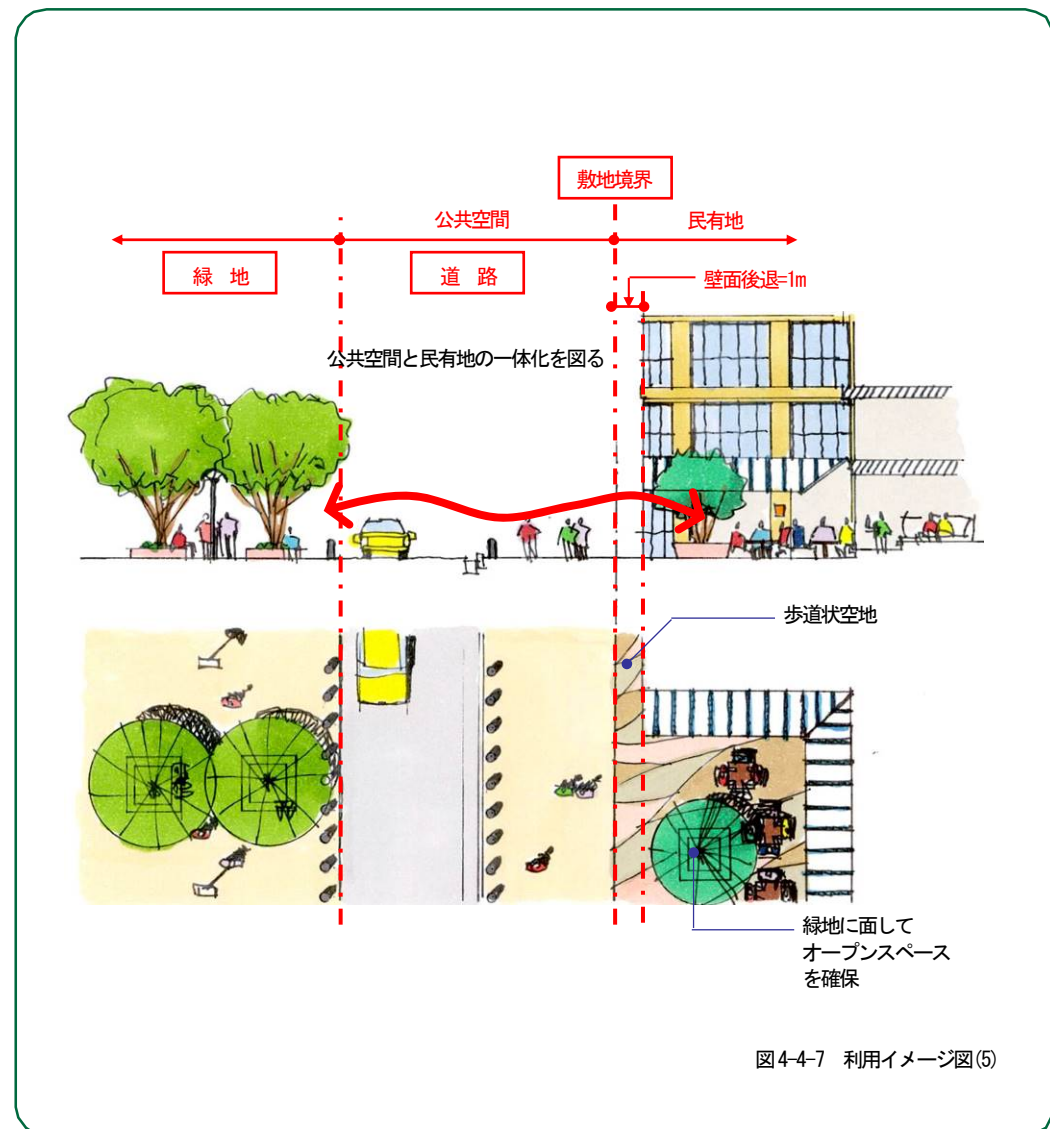 敷地境界
公共空間
民有地
緑 地
道 路
壁面後退=1m
公共空間と民有地の一体化を図る
歩道状空地
緑地に面して
オープンスペース
を確保
図4-4-7 利用イメージ図(5)